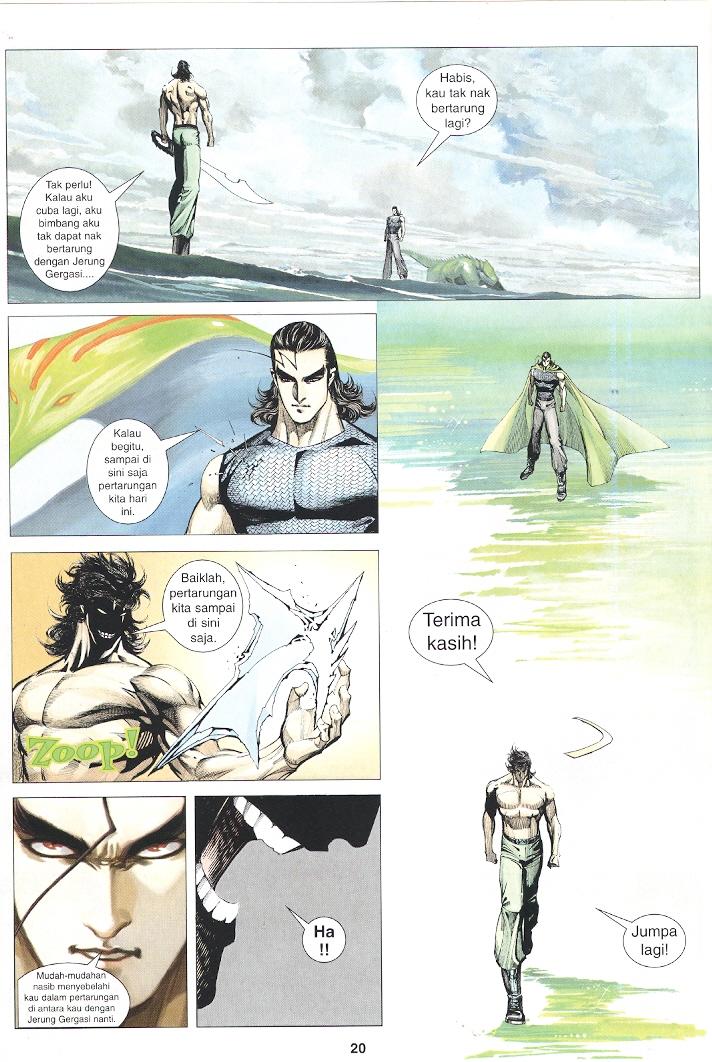 Habis,
kau tak nak
bertarung
lagi?
Tak perlu!
Kalau aku
cuba lagi, aku
bimbang aku
tak dapat nak
bertarung
dengan Jerung
Gergasi....
Kalau
begitu,
sampai di
sini saja
pertarungan
kita hari
ini.
Baiklah,
pertarungan
kita sampai
di sini
saja.
Zoop!
Terima
kasih!
Mudah-mudahan
nasib menyebelahi
kau dalam pertarungan
di antara kau dengan
Jerung Gergasi nanti.
Ha
!!
Jumpa
lagi!
20